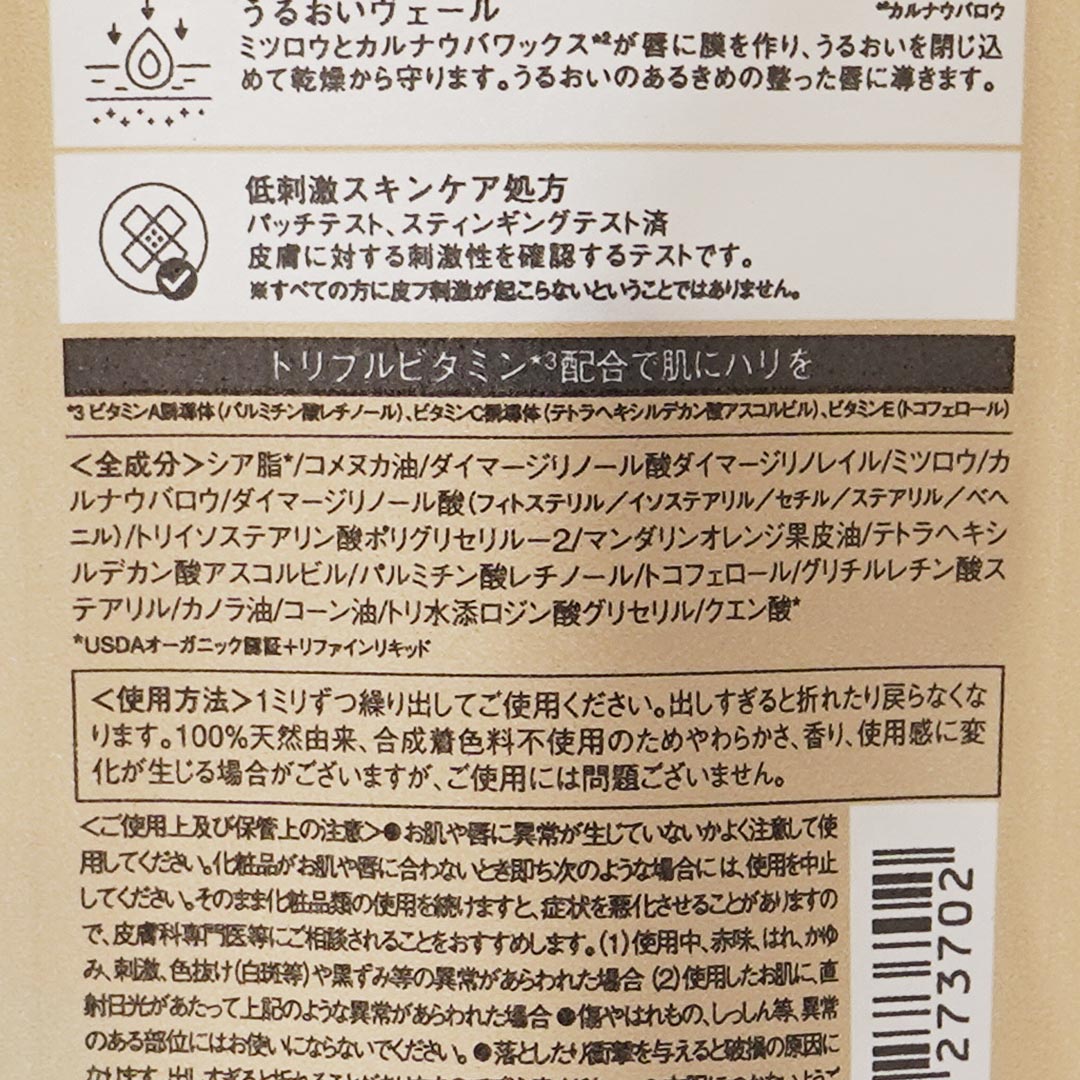 うるおいヴェール
*²カルナウバロウ
ミツロウとカルナウバワックス*²が唇に膜を作り、うるおいを閉じ込
めて乾燥から守ります。うるおいのあるきめの整った唇に導きます。
低刺激スキンケア処方
パッチテスト、スティンギングテスト済
皮膚に対する刺激性を確認するテストです。
※すべての方に皮フ刺激が起こらないということではありません。
トリプルビタミン*³配合で肌にハリを
*3 ビタミンA誘導体(パルミチン酸レチノール)、ビタミンC誘導体(テトラヘキシルデカン酸アスコルビル)、ビタミンE(トコフェロール)
<全成分>シア脂*/コメヌカ油/ダイマージリノール酸ダイマージリノレイル/ミツロウ/カ
ルナウバロウ/ダイマージリノール酸(フィトステリル/イソステアリル/セチル/ステアリル/ベヘ
ニル)/トリイソステアリン酸ポリグリセリル-2/マンダリンオレンジ果皮油/テトラヘキシ
ルデカン酸アスコルビル/パルミチン酸レチノール/トコフェロール/グリチルレチン酸ス
テアリル/カノラ油/コーン油/トリ水添ロジン酸グリセリル/クエン酸*
*USDAオーガニック認証+リファインリキッド
<使用方法>1ミリずつ繰り出してご使用ください。出しすぎると折れたり戻らなくな
ります。100%天然由来、合成着色料不使用のためやわらかさ、香り、使用感に変
化が生じる場合がございますが、ご使用には問題ございません。
<ご使用上及び保管上の注意>●お肌や唇に異常が生じていないかよく注意して使
用してください。化粧品がお肌や唇に合わないとき即ち次のような場合には、使用を中止
してください。そのまま化粧品類の使用を続けますと、症状を悪化させることがありますの
で、皮膚科専門医等にご相談されることをおすすめします。(1)使用中、赤味、はれ、かゆ
み、刺激、色抜け(白斑等)や黒ずみ等の異常があらわれた場合 (2)使用したお肌に、直
射日光があたって上記のような異常があらわれた場合 ●傷やはれもの、しっしん等、異常
のある部位にはお使いにならないでください。●落としたり衝撃を与えると破損の原因に
なります。出しすぎると折れることがあります
273702